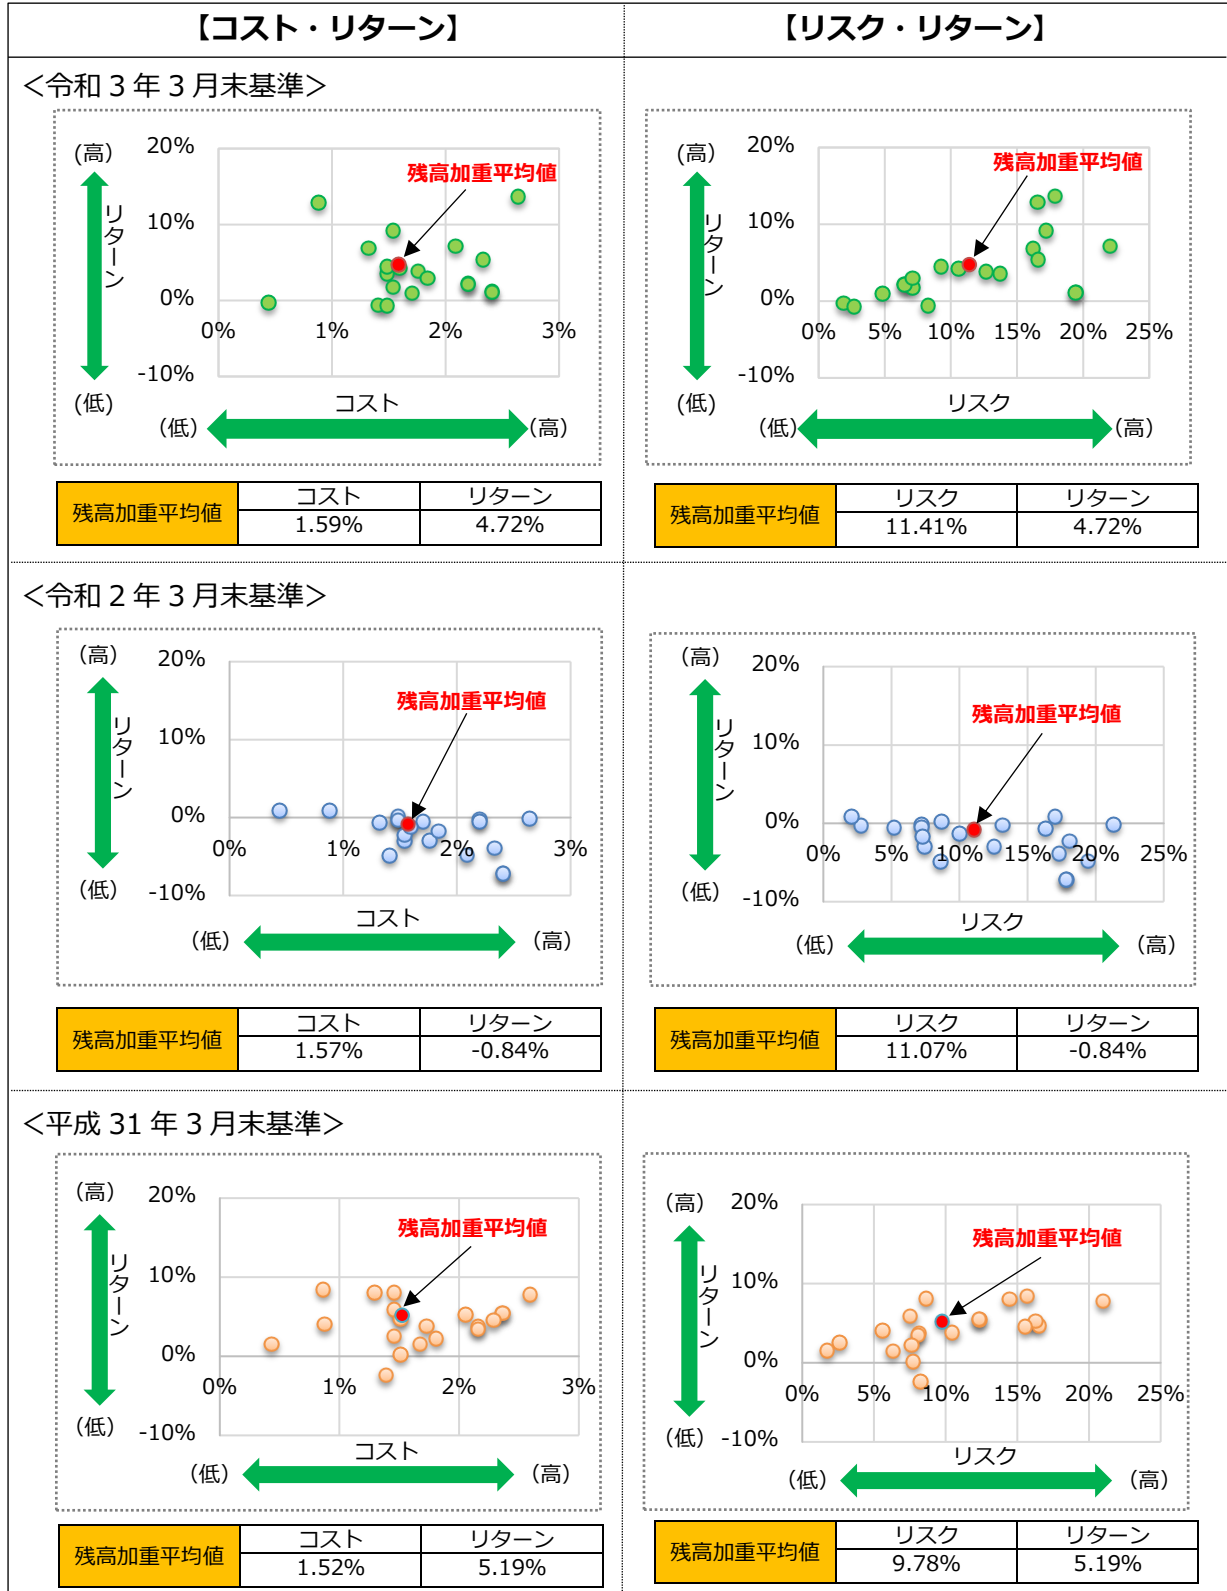 【コスト・リターン】
【リスク・リターン】
＜令和３年３月末基準＞
(高)
リターン
(低)
20%
10%
0%
-10%
残高加重平均値
0%
1%
2%
3%
コスト
(低)
(高)
残高加重平均値
コスト
リターン
1.59%
4.72%
(高)
リターン
(低)
20%
10%
0%
-10%
残高加重平均値
0%
5%
10%
15%
20%
25%
リスク
(低)
(高)
残高加重平均値
リスク
リターン
11.41%
4.72%
＜令和２年３月末基準＞
(高)
リターン
(低)
20%
10%
0%
-10%
残高加重平均値
0%
1%
2%
3%
コスト
(低)
(高)
残高加重平均値
コスト
リターン
1.57%
-0.84%
(高)
リターン
(低)
20%
10%
0%
-10%
残高加重平均値
0%
5%
10%
15%
20%
25%
リスク
(低)
(高)
残高加重平均値
リスク
リターン
11.07%
-0.84%
＜平成 31 年３月末基準＞
(高)
リターン
(低)
20%
10%
0%
-10%
残高加重平均値
0%
1%
2%
3%
コスト
(低)
(高)
残高加重平均値
コスト
リターン
1.52%
5.19%
(高)
リターン
(低)
20%
10%
0%
-10%
残高加重平均値
0%
5%
10%
15%
20%
25%
リスク
(低)
(高)
残高加重平均値
リスク
リターン
9.78%
5.19%